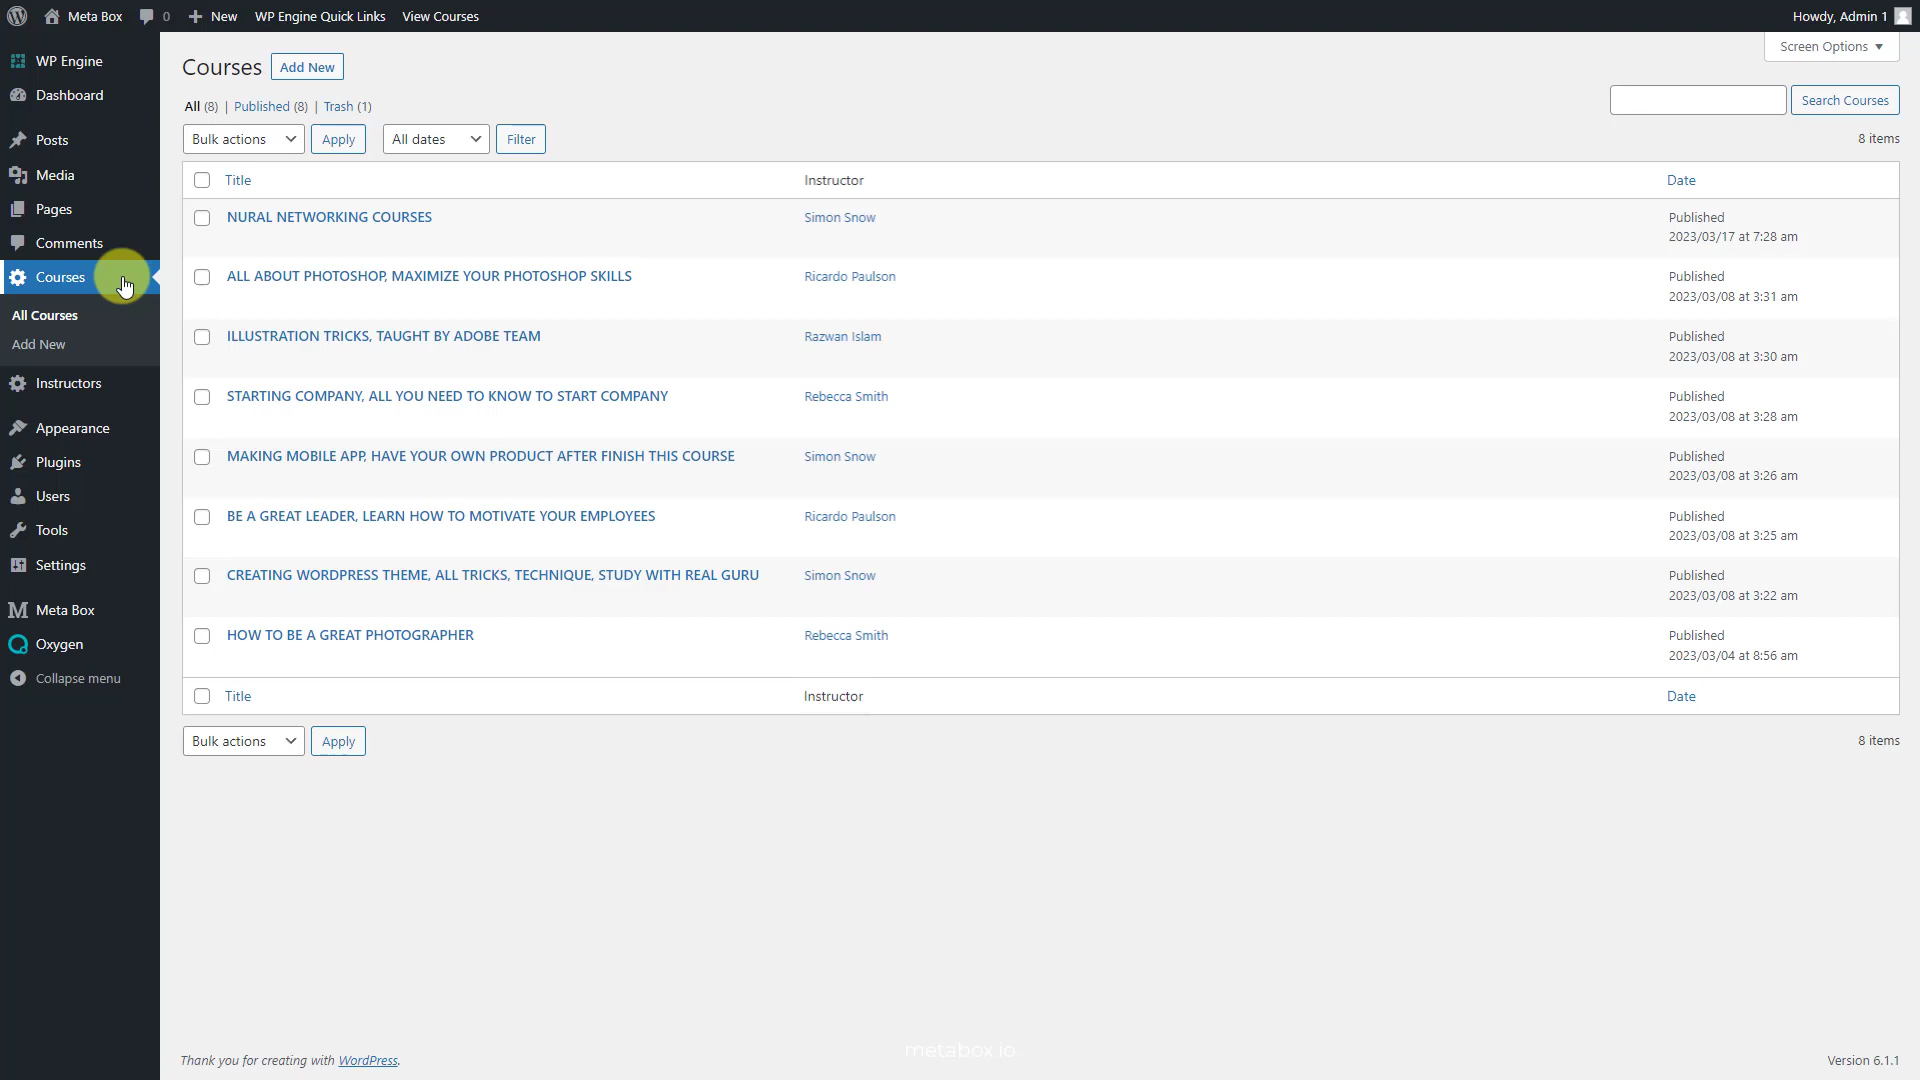 Meta Box 0 New WP Engine Quick Links View Courses Howdy, Admin 1
WP Engine
Dashboard
Posts
Media
Pages
Comments
Courses
All Courses
Add New
Instructors
Appearance
Plugins
Users
Tools
Settings
Meta Box
Oxygen
Collapse menu
Screen Options
Courses Add New
All (8) | Published (8) | Trash (1)
Search Courses
Bulk actions Apply All dates Filter 8 items
Title Instructor Date
NURAL NETWORKING COURSES Simon Snow Published
2023/03/17 at 7:28 am
ALL ABOUT PHOTOSHOP, MAXIMIZE YOUR PHOTOSHOP SKILLS Ricardo Paulson Published
2023/03/08 at 3:31 am
ILLUSTRATION TRICKS, TAUGHT BY ADOBE TEAM Razwan Islam Published
2023/03/08 at 3:30 am
STARTING COMPANY, ALL YOU NEED TO KNOW TO START COMPANY Rebecca Smith Published
2023/03/08 at 3:28 am
MAKING MOBILE APP, HAVE YOUR OWN PRODUCT AFTER FINISH THIS COURSE Simon Snow Published
2023/03/08 at 3:26 am
BE A GREAT LEADER, LEARN HOW TO MOTIVATE YOUR EMPLOYEES Ricardo Paulson Published
2023/03/08 at 3:25 am
CREATING WORDPRESS THEME, ALL TRICKS, TECHNIQUE, STUDY WITH REAL GURU Simon Snow Published
2023/03/08 at 3:22 am
HOW TO BE A GREAT PHOTOGRAPHER Rebecca Smith Published
2023/03/04 at 8:56 am
Title Instructor Date
Bulk actions Apply 8 items
metabox.io
Thank you for creating with WordPress. Version 6.1.1